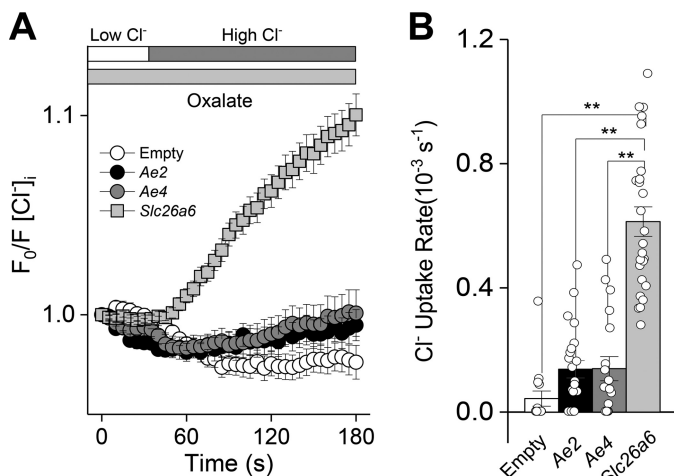 A
Low Cl⁻ High Cl⁻
Oxalate
Empty
Ae2
Ae4
Slc26a6
F₀/F [Cl⁻]ᵢ
1.1
1.0
0 60 120 180
Time (s)
B
Cl⁻ Uptake Rate(10⁻³ s⁻¹)
1.2
0.8
0.4
0.0
**
**
**
Empty
Ae2
Ae4
Slc26a6